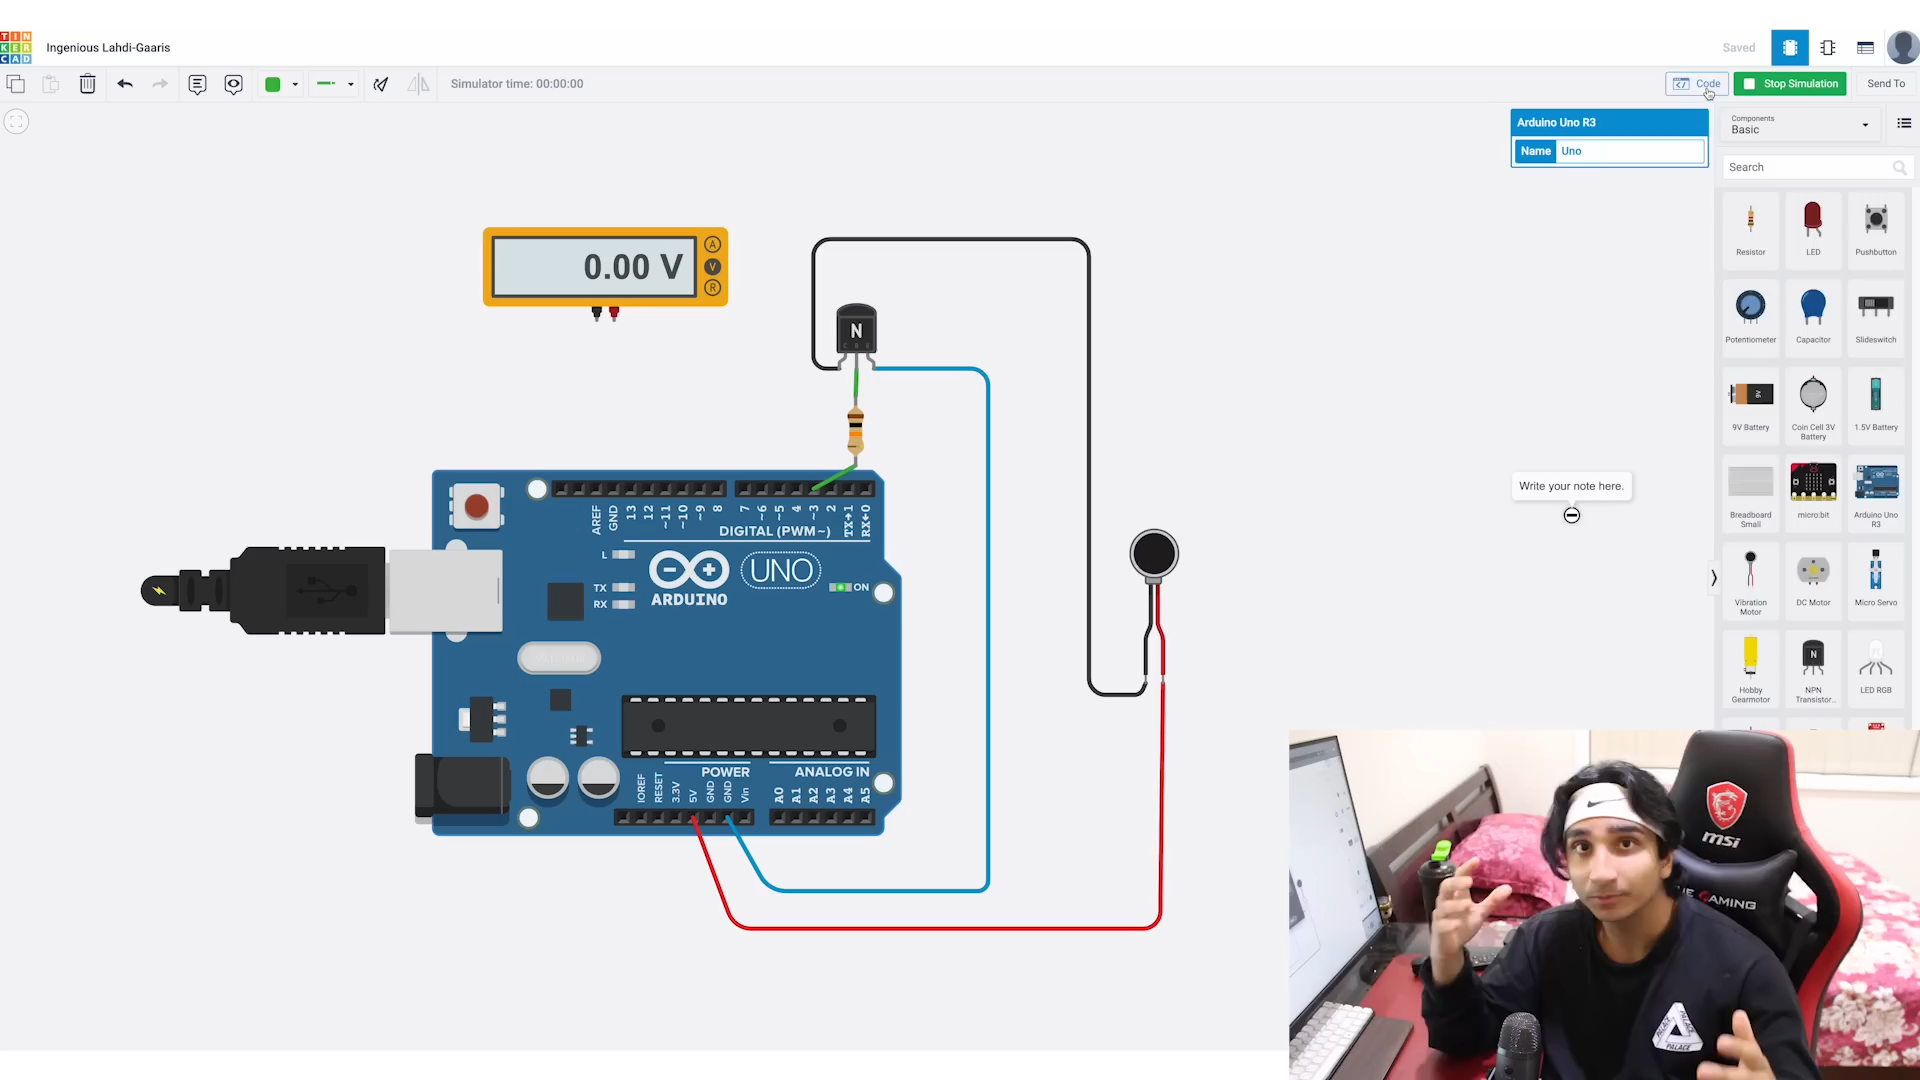 TIN
KER
CAD
Ingenious Lahdi-Gaaris
Saved
Simulator time: 00:00:00
Code
Stop Simulation
Send To
Arduino Uno R3
Name Uno
Components
Basic
Search
Resistor
LED
Pushbutton
Potentiometer
Capacitor
Slideswitch
9V Battery
Coin Cell 3V
Battery
1.5V Battery
Breadboard
Small
micro:bit
Arduino Uno
R3
Vibration
Motor
DC Motor
Micro Servo
Hobby
Gearmotor
NPN
Transistor...
LED RGB
0.00 V
A
V
R
N
C B E
AREF
GND
13
12
~11
~10
~9
8
7
~6
~5
4
~3
2
TX→1
RX←0
DIGITAL (PWM~)
L
TX
RX
ARDUINO
UNO
ON
POWER
ANALOG IN
IOREF
RESET
3.3V
5V
GND
GND
Vin
A0
A1
A2
A3
A4
A5
Write your note here.
msi
GAMING
PALACE
PALACE
PALACE